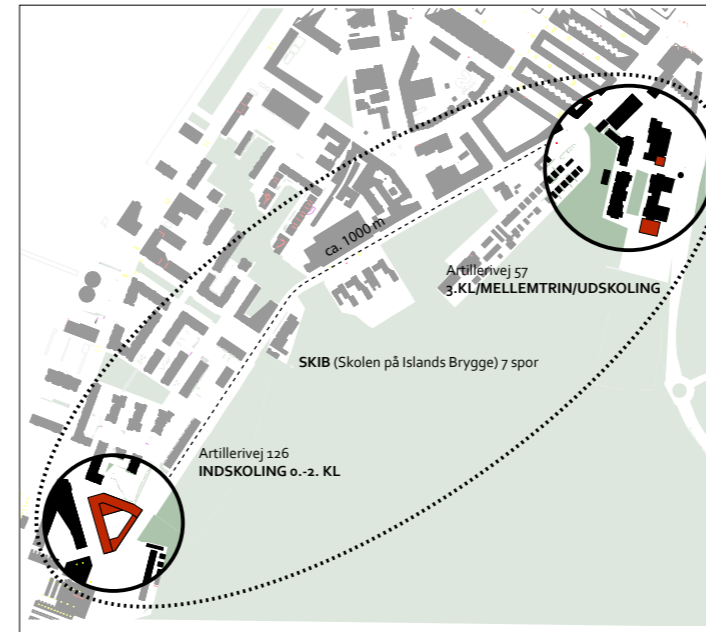 ca. 1000 m
Artillerivej 57
3.KL/MELLEMTRIN/UDSKOLING
SKIB (Skolen på Islands Brygge) 7 spor
Artillerivej 126
INDSKOLING 0.-2. KL